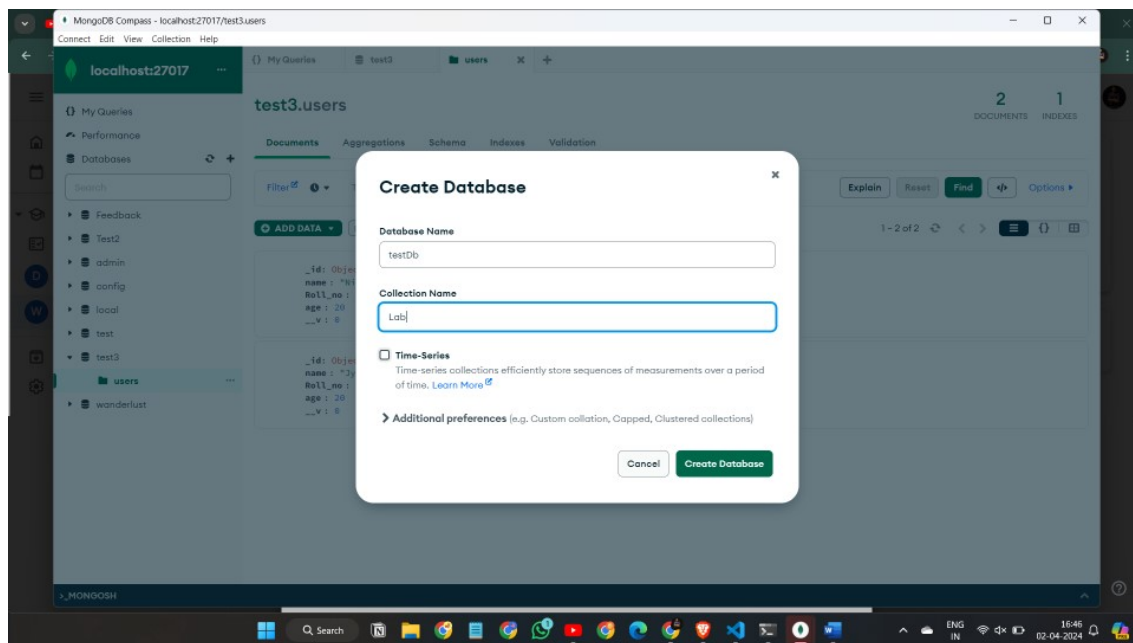 MongoDB Compass - localhost:27017/test3.users
Connect Edit View Collection Help
localhost:27017 ...
{} My Queries
test3
users
My Queries
Performance
Databases
Search
Feedback
Test2
admin
config
local
test
test3
users ...
wanderlust
test3.users
2
DOCUMENTS
1
INDEXES
Documents Aggregations Schema Indexes Validation
Filter
Explain Reset Find </> Options
ADD DATA
1 - 2 of 2
_id: Obje
name :
Roll_no :
age : 20
__v : 0
_id: Obje
name : "Jy
Roll_no :
age : 20
__v : 0
Create Database
Database Name
testDb
Collection Name
Lab
Time-Series
Time-series collections efficiently store sequences of measurements over a period
of time. Learn More
Additional preferences (e.g. Custom collation, Capped, Clustered collections)
Cancel Create Database
>_MONGOSH
D
W
Search
ENG
IN
16:46
02-04-2024